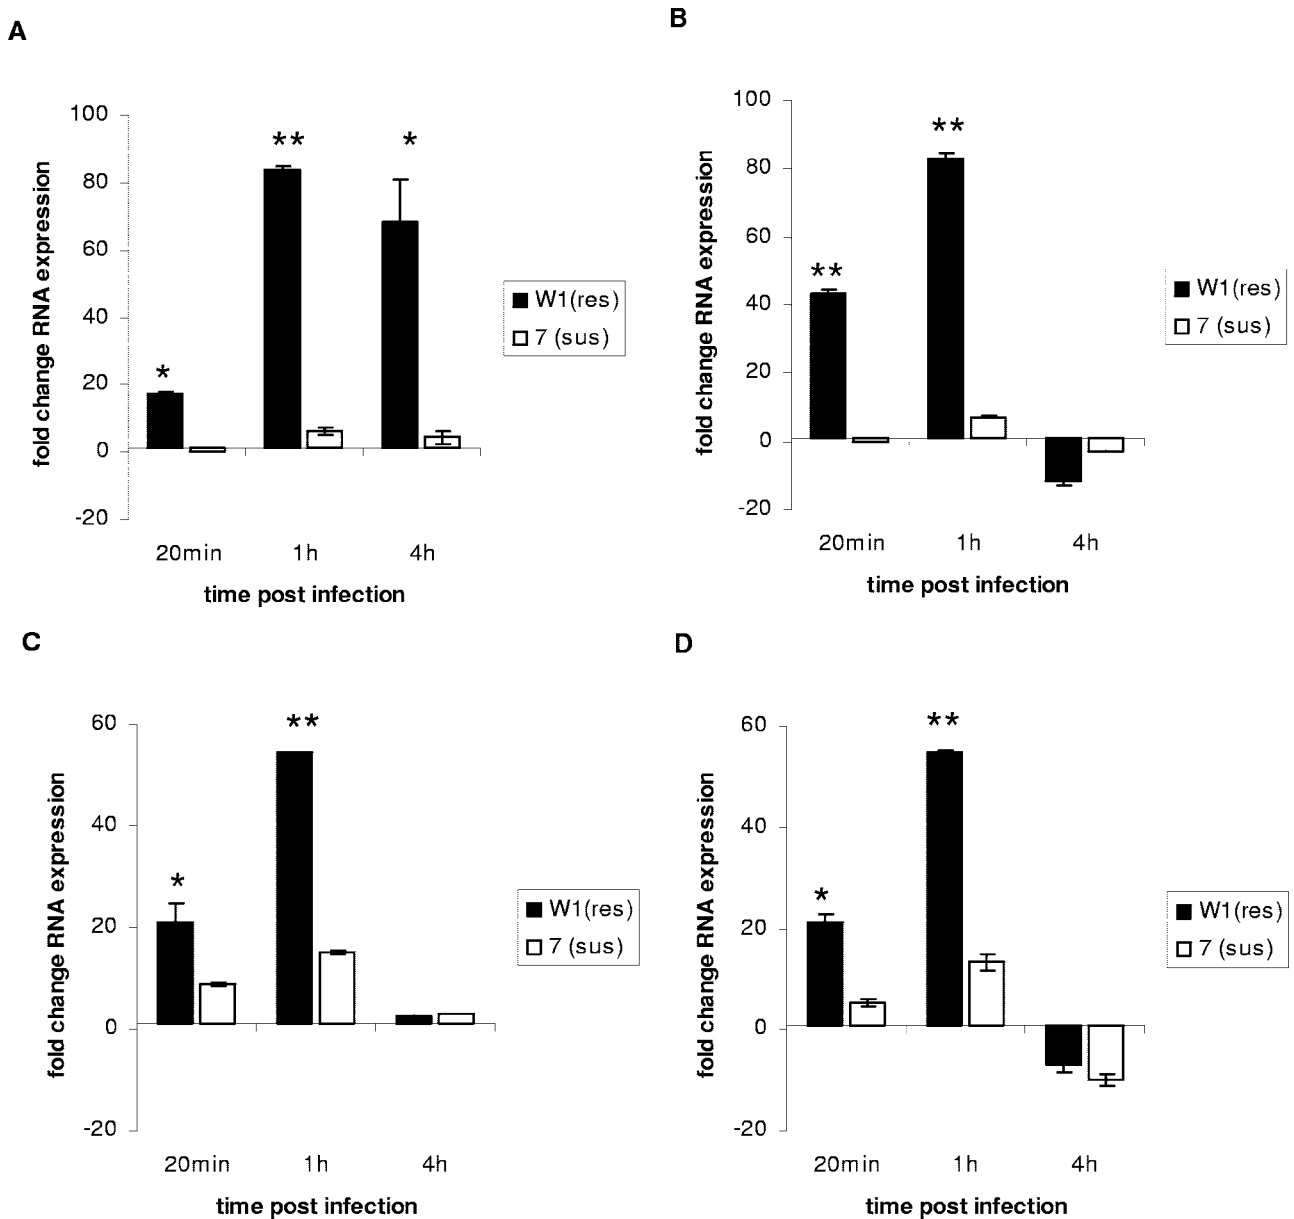 A
fold change RNA expression
100
80
60
40
20
0
-20
*
**
*
W1(res)
7 (sus)
20min 1h 4h
time post infection
B
fold change RNA expression
100
80
60
40
20
0
-20
**
**
W1(res)
7 (sus)
20min 1h 4h
time post infection
C
fold change RNA expression
60
40
20
0
-20
*
**
W1(res)
7 (sus)
20min 1h 4h
time post infection
D
fold change RNA expression
60
40
20
0
-20
*
**
W1(res)
7 (sus)
20min 1h 4h
time post infection